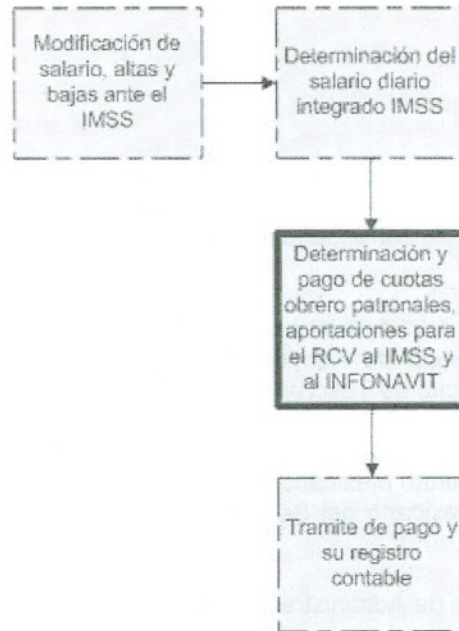 Modificación de
salario, altas y
bajas ante el
IMSS
Determinación del
salario diario
integrado IMSS
Determinación y
pago de cuotas
obrero patronales,
aportaciones para
el RCV al IMSS y
al INFONAVIT
Tramite de pago y
su registro
contable